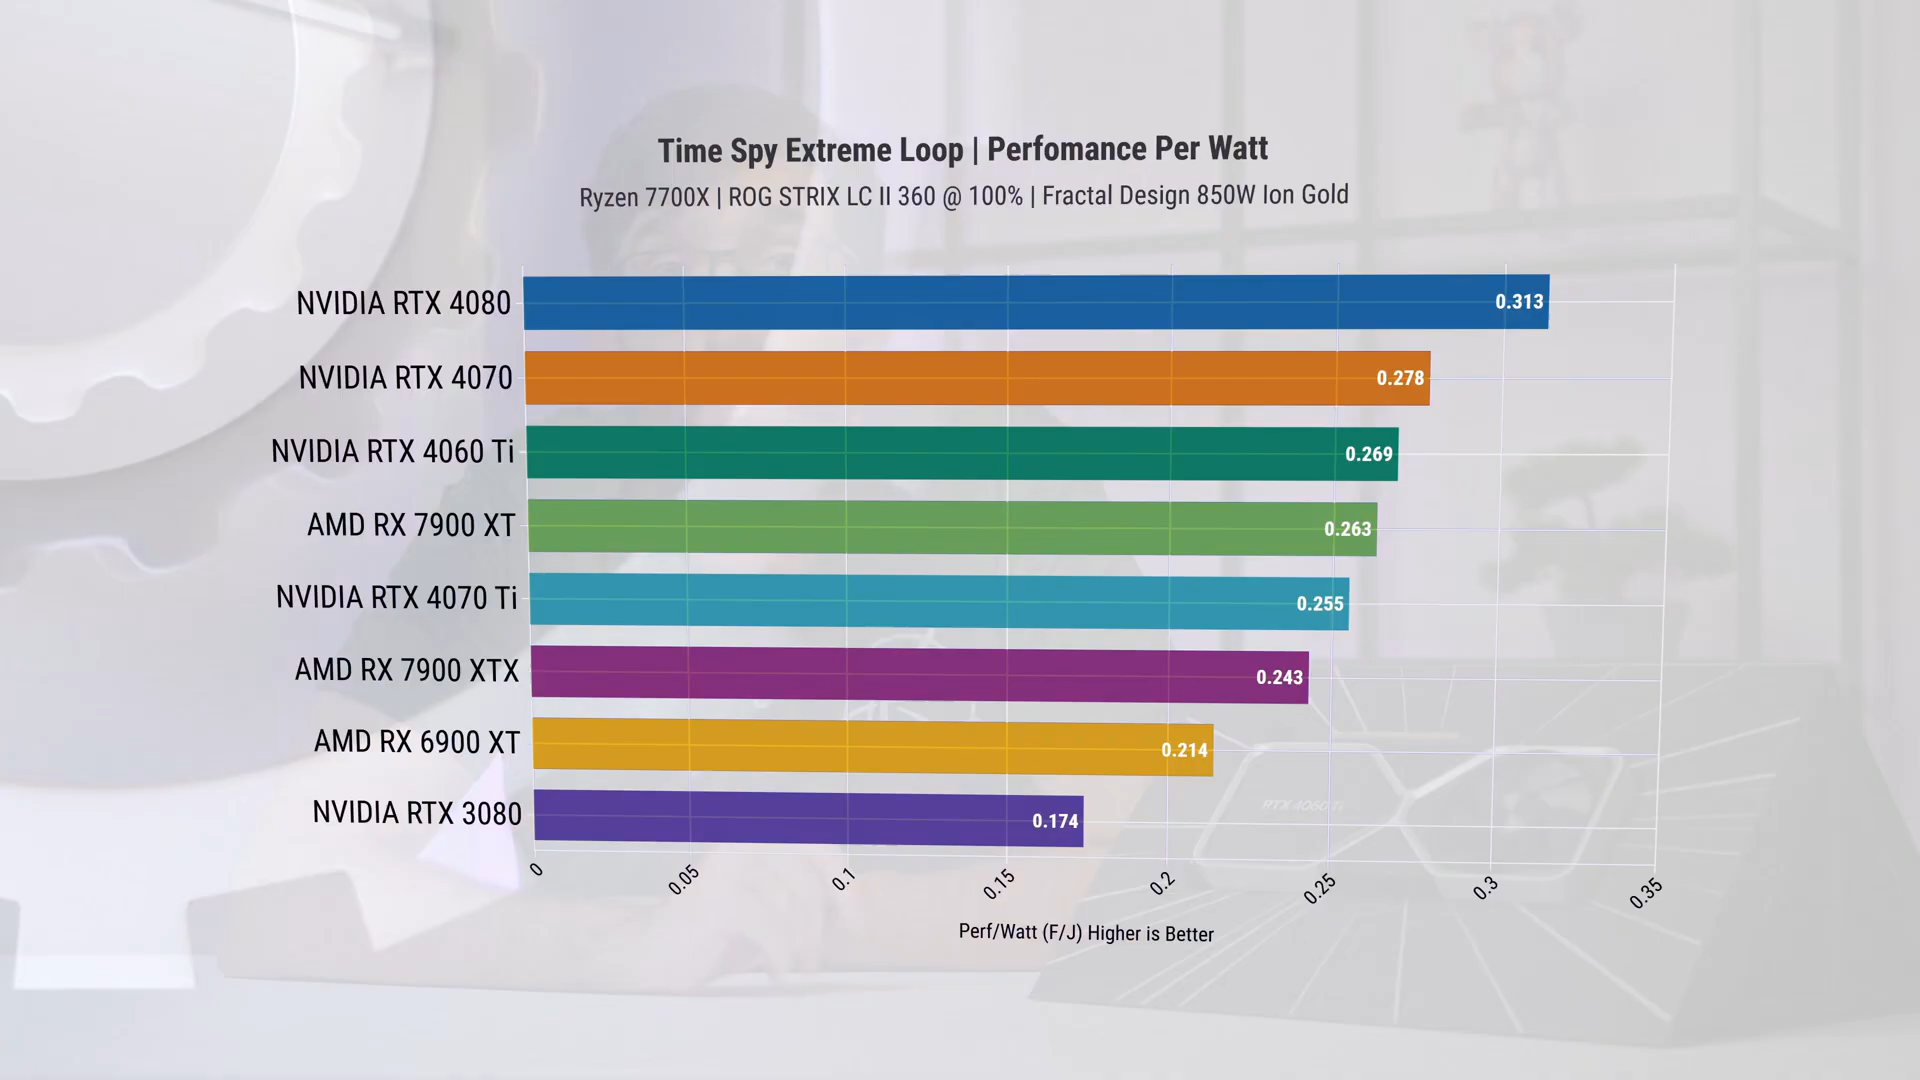 Time Spy Extreme Loop | Perfomance Per Watt
Ryzen 7700X | ROG STRIX LC II 360 @ 100% | Fractal Design 850W Ion Gold
NVIDIA RTX 4080 0.313
NVIDIA RTX 4070 0.278
NVIDIA RTX 4060 Ti 0.269
AMD RX 7900 XT 0.263
NVIDIA RTX 4070 Ti 0.255
AMD RX 7900 XTX 0.243
AMD RX 6900 XT 0.214
NVIDIA RTX 3080 0.174
RTX 4060 Ti
0 0.05 0.1 0.15 0.2 0.25 0.3 0.35
Perf/Watt (F/J) Higher is Better